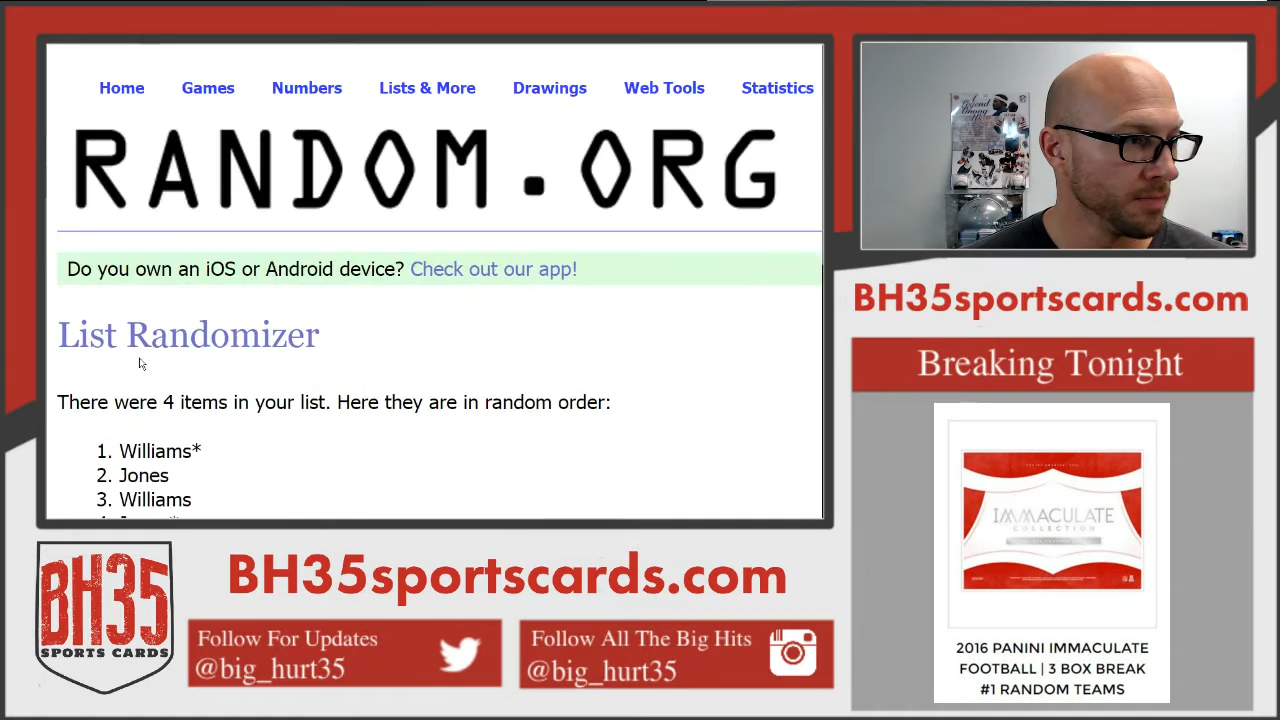 Home Games Numbers Lists & More Drawings Web Tools Statistics
RANDOM.ORG
Do you own an iOS or Android device? Check out our app!
List Randomizer
There were 4 items in your list. Here they are in random order:
1. Williams*
2. Jones
3. Williams
BH35sportscards.com
Breaking Tonight
IMMACULATE
COLLECTION
2016 PANINI IMMACULATE
FOOTBALL | 3 BOX BREAK
#1 RANDOM TEAMS
BH35
SPORTS CARDS
BH35sportscards.com
Follow For Updates
@big_hurt35
Follow All The Big Hits
@big_hurt35